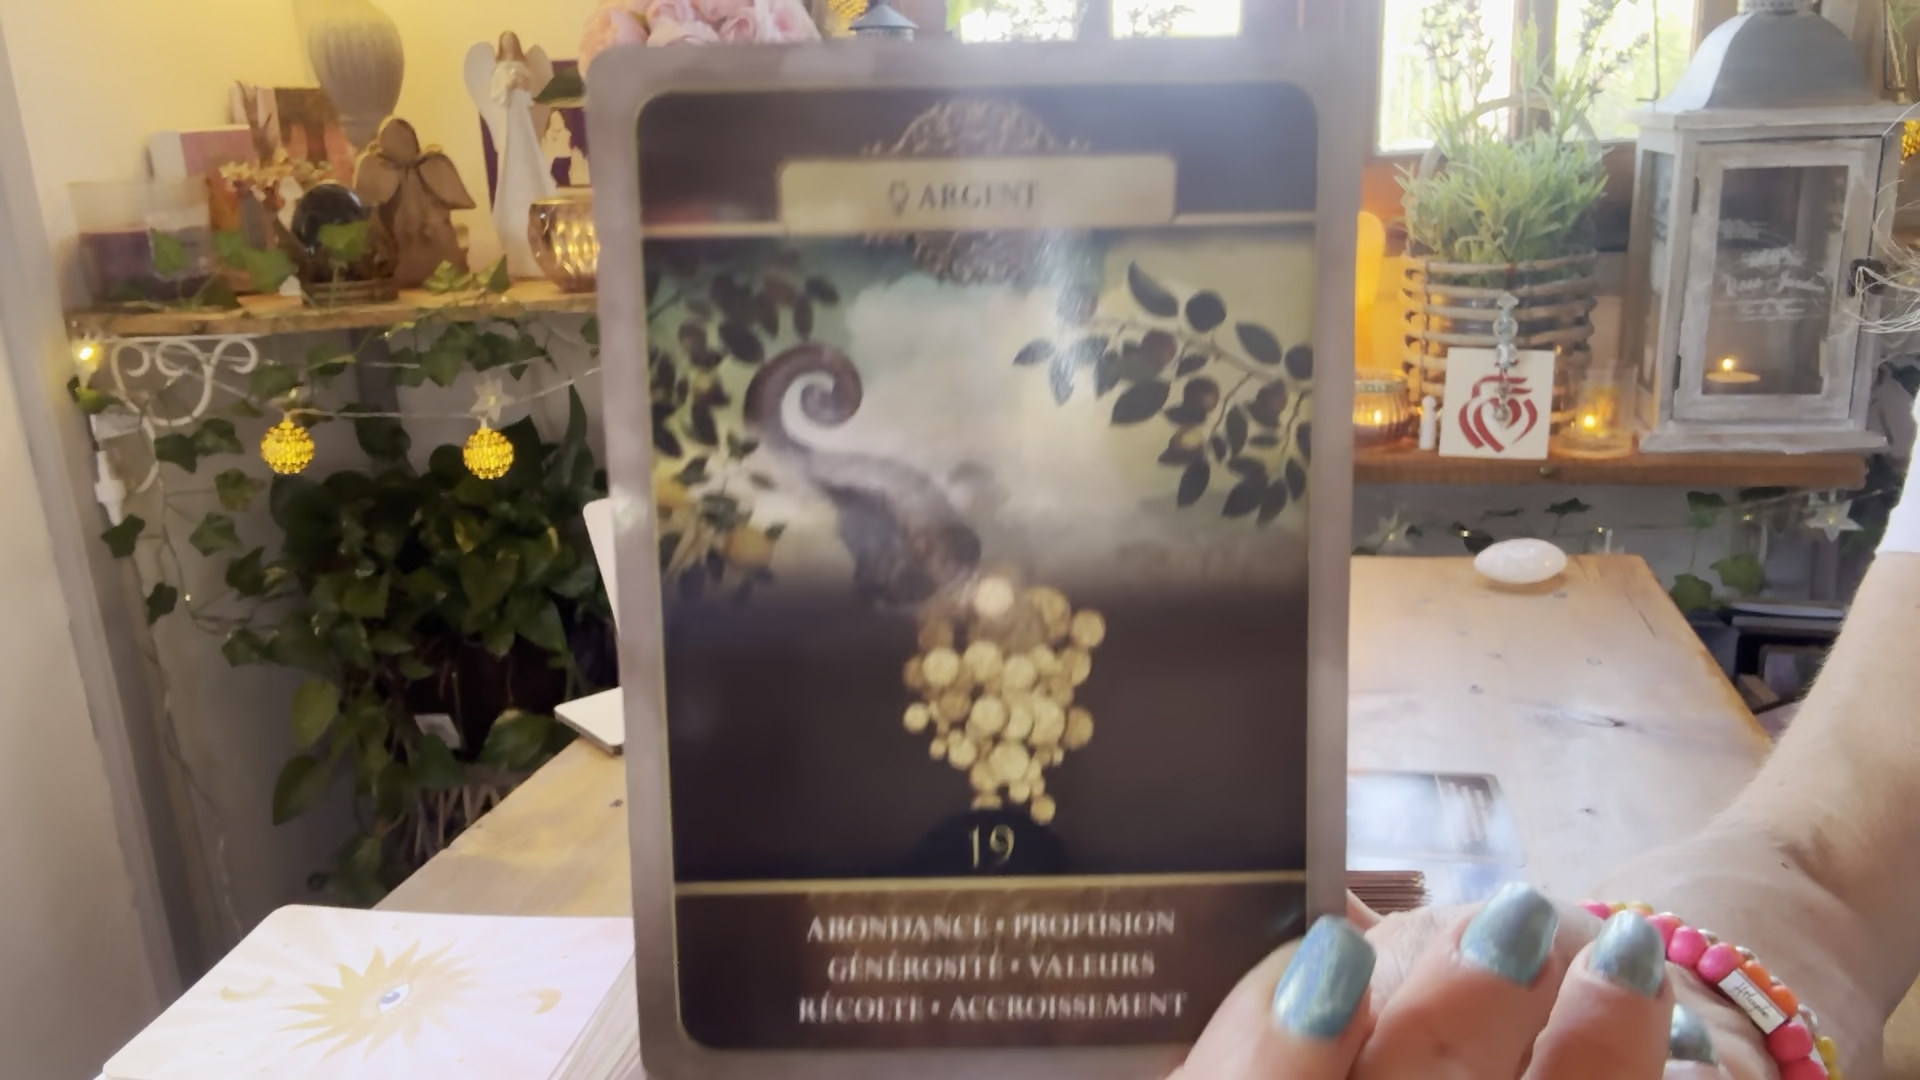 ARGENT
19
ABONDANCE • PROFUSION
GÉNÉROSITÉ • VALEURS
RÉCOLTE • ACCROISSEMENT